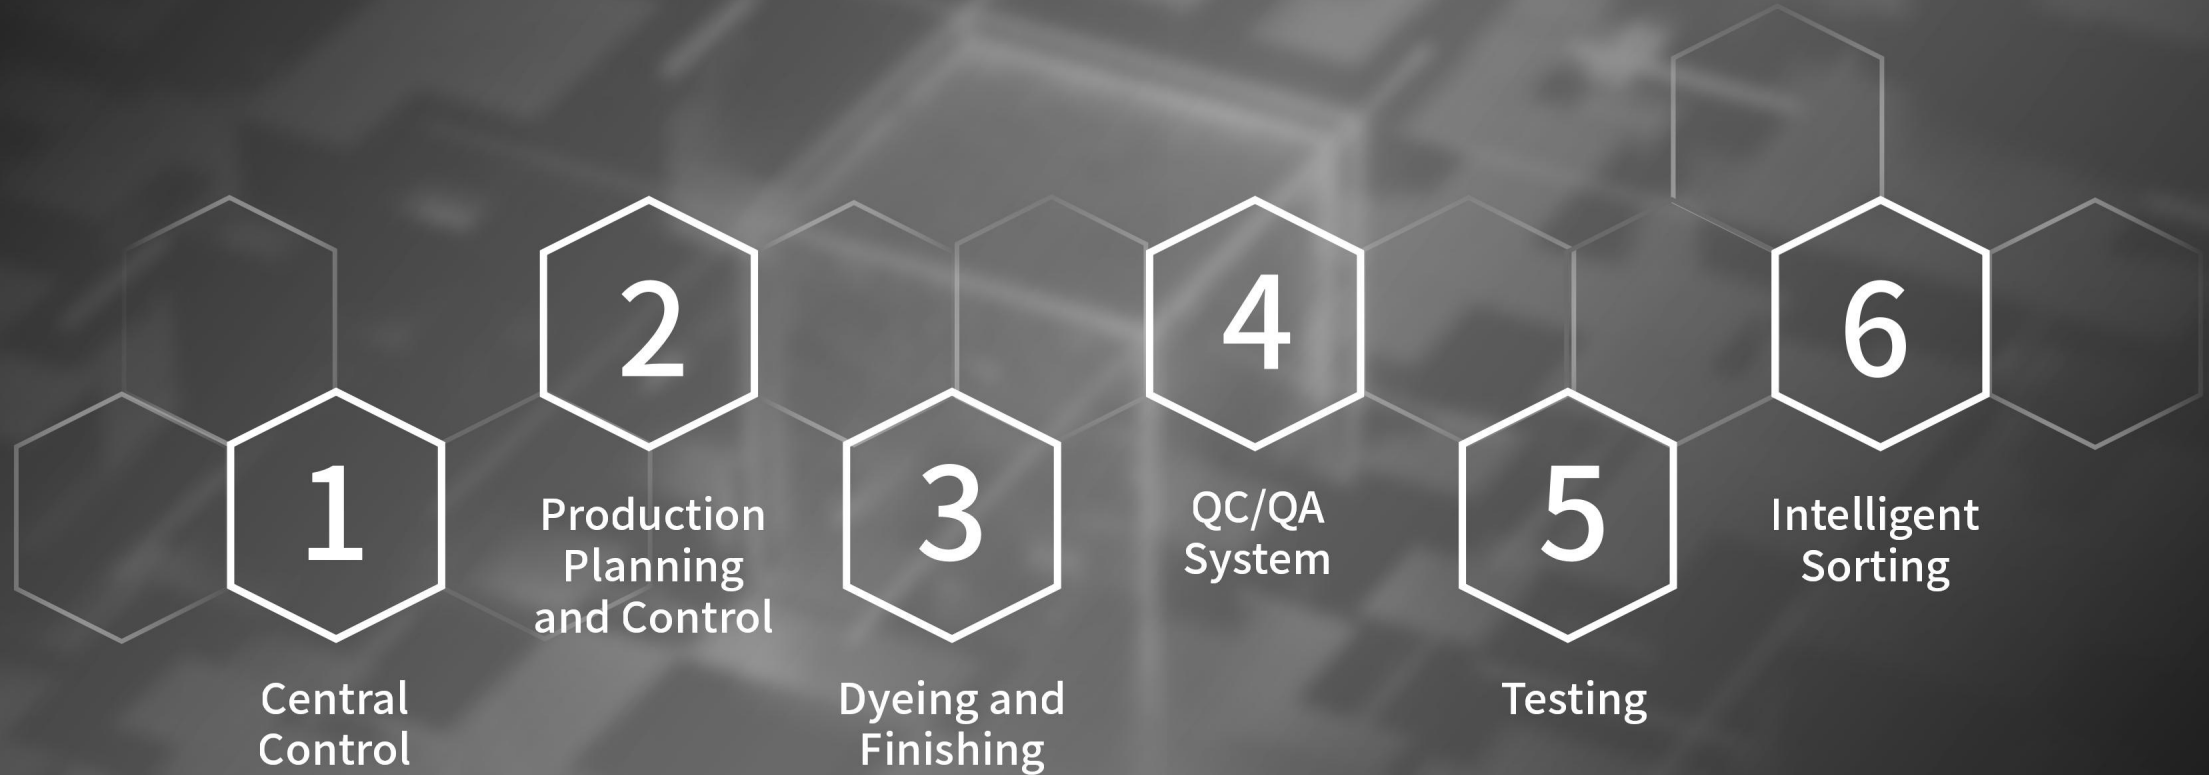 1
Central
Control
2
Production
Planning
and Control
3
Dyeing and
Finishing
4
QC/QA
System
5
Testing
6
Intelligent
Sorting